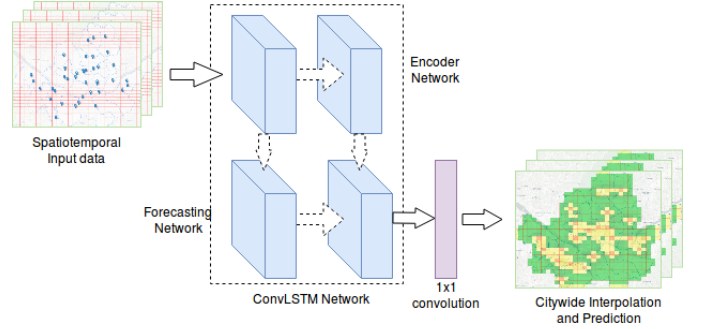 Encoder
Network
Spatiotemporal
Input data
Forecasting
Network
ConvLSTM Network
1x1
convolution
Citywide Interpolation
and Prediction